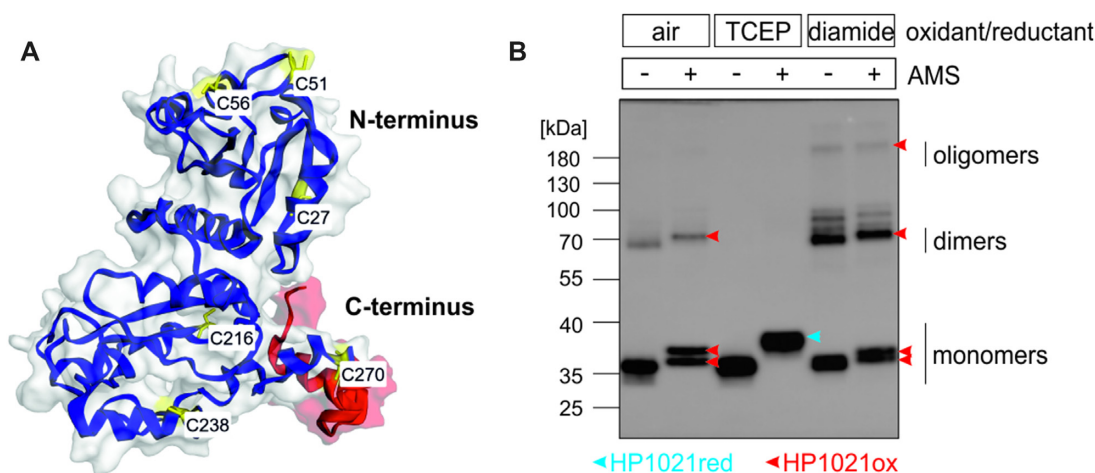 A
C51
C56
N-terminus
C27
C-terminus
C216
C270
C238
B
air TCEP diamide oxidant/reductant
- + - + - + AMS
[kDa]
180
130
100
70
55
40
35
25
oligomers
dimers
monomers
HP1021red HP1021ox